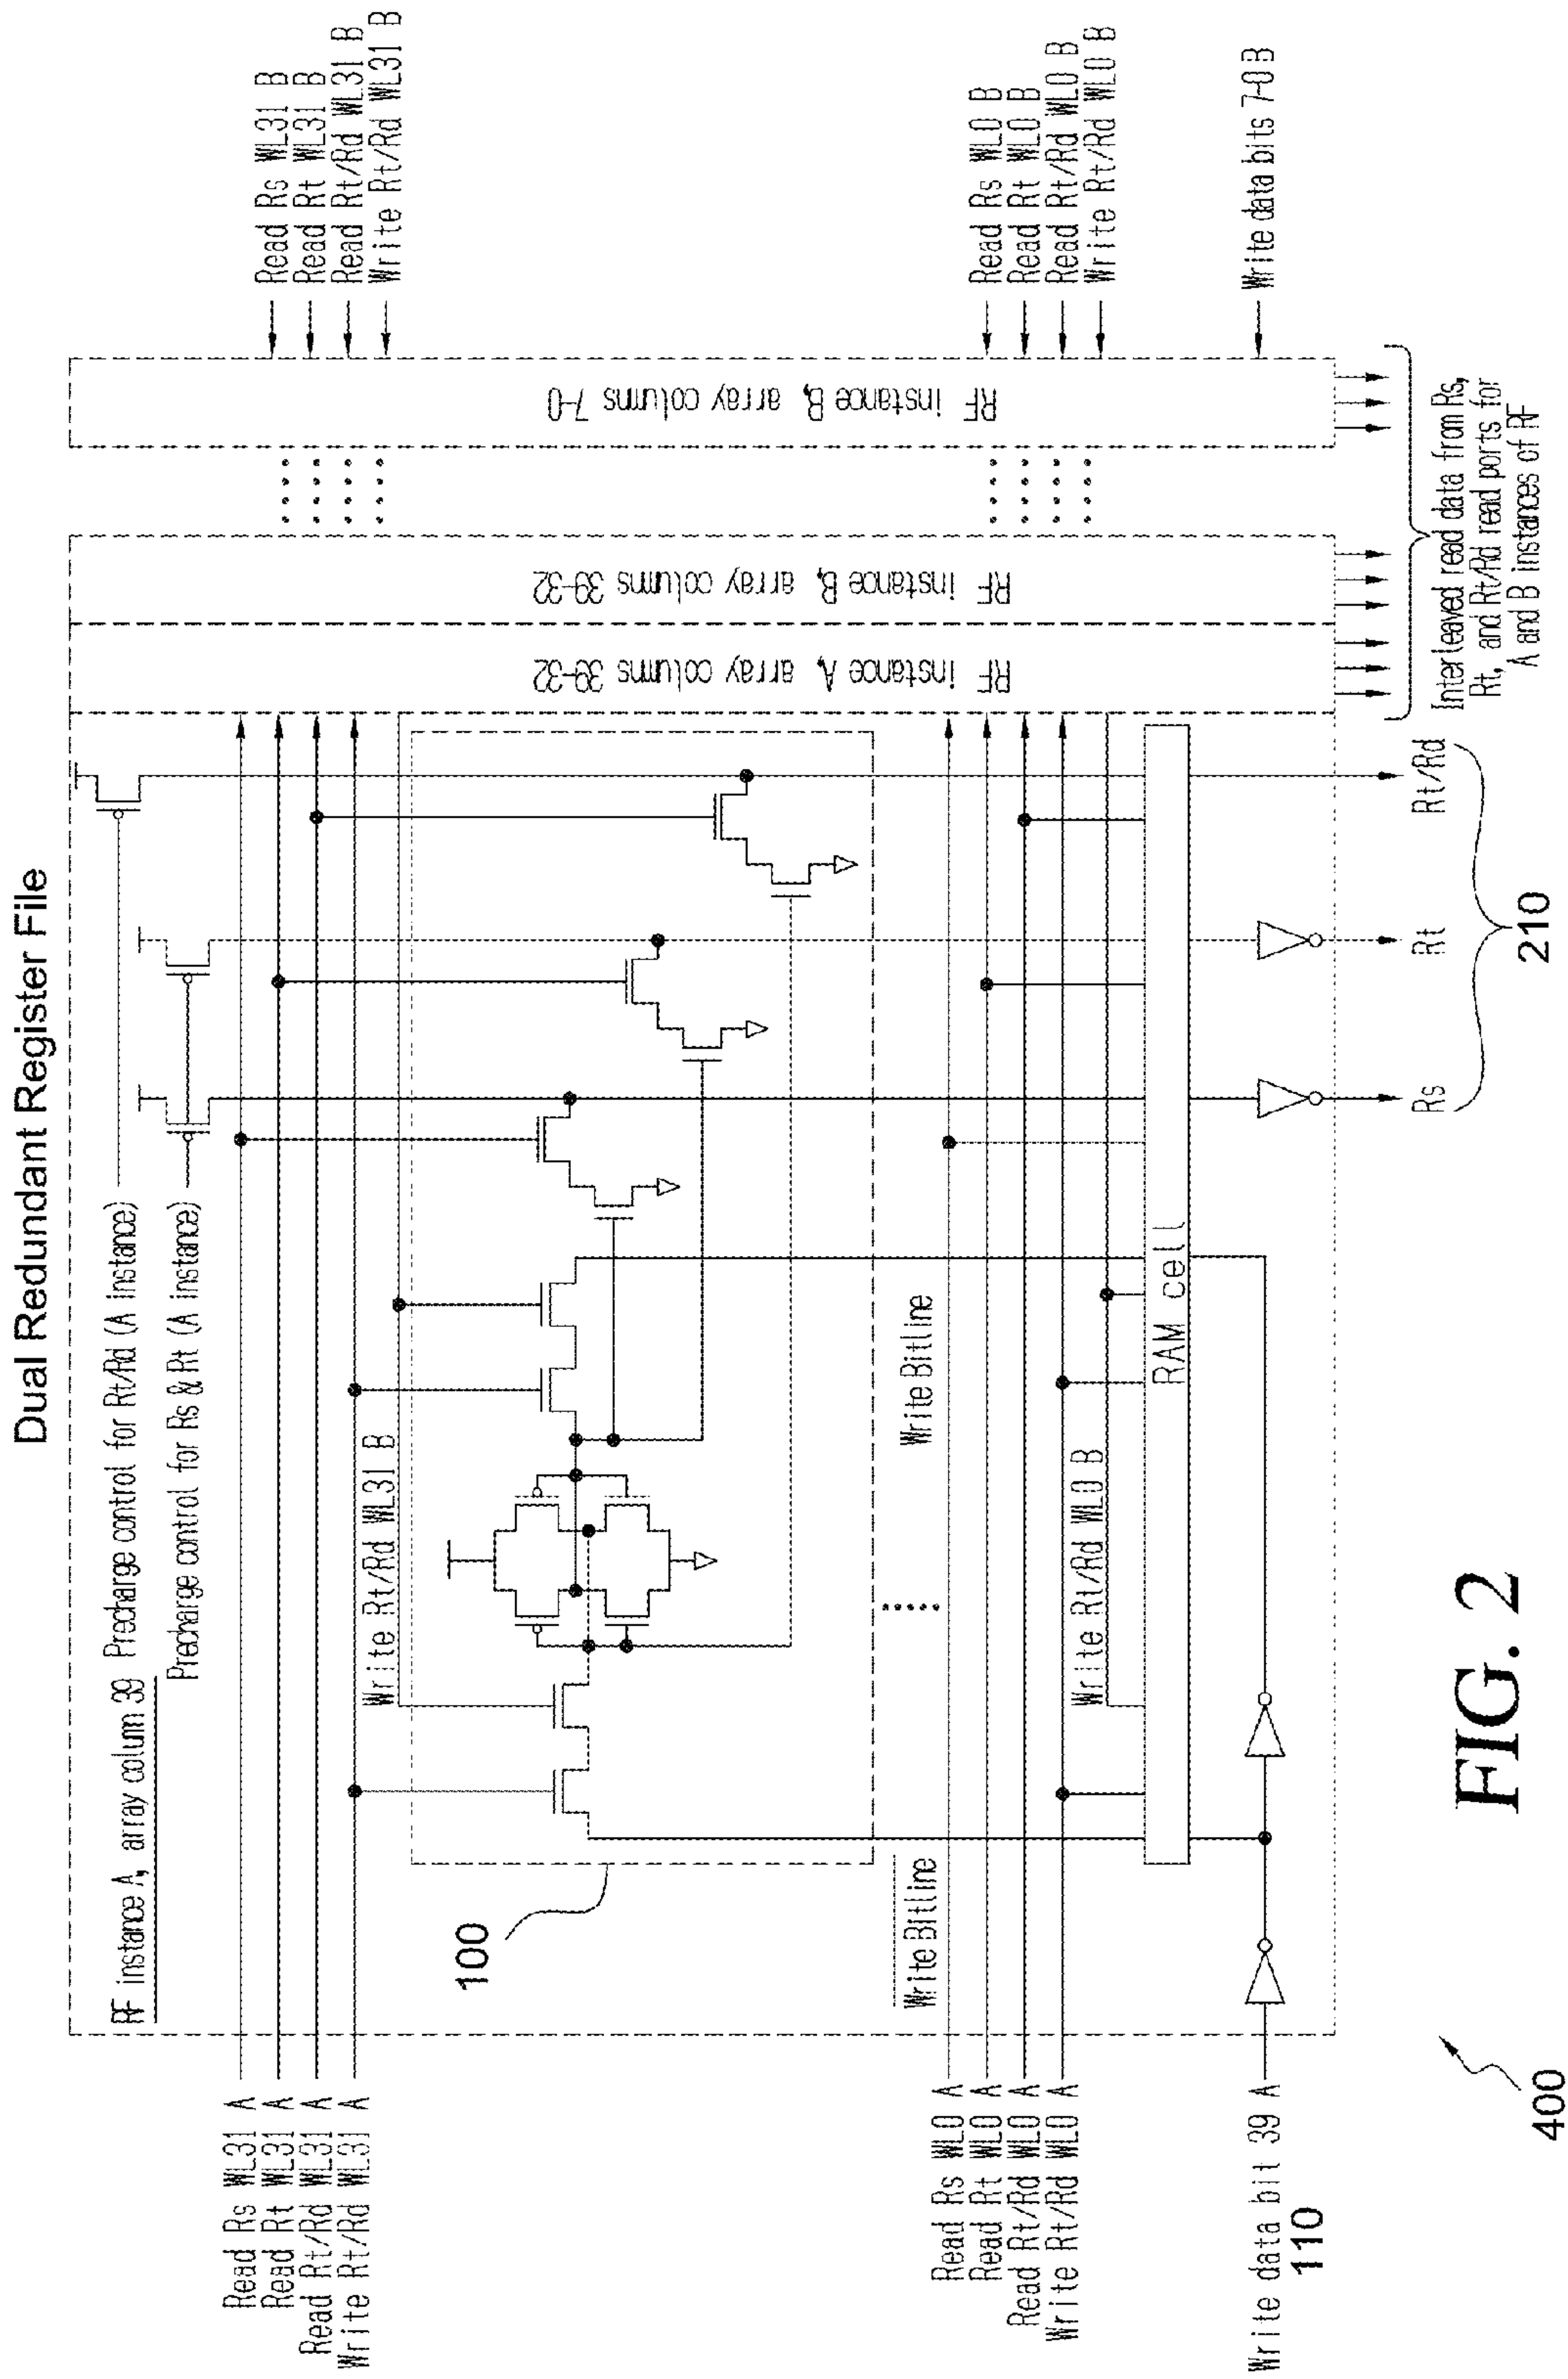 Dual Redundant Register File
RF instance A, array column 39
Precharge control for Rt/Rd (A instance)
Precharge control for Rs & Rt (A instance)
Read Rs WL31 A
Read Rt WL31 A
Read Rt/Rd WL31 A
Write Rt/Rd WL31 A
Write Rt/Rd WL31 B
100
Write Bitline
Write Bitline
Read Rs WL0 A
Read Rt WL0 A
Read Rt/Rd WL0 A
Write Rt/Rd WL0 A
Write Rt/Rd WL0 B
RAM cell
Write data bit 39 A
110
RF instance A, array columns 39-32
RF instance B, array columns 39-32
RF instance B, array columns 7-0
Read Rs WL31 B
Read Rt WL31 B
Read Rt/Rd WL31 B
Write Rt/Rd WL31 B
Read Rs WL0 B
Read Rt WL0 B
Read Rt/Rd WL0 B
Write Rt/Rd WL0 B
Write data bits 7-0 B
Rs
Rt
Rt/Rd
210
Interleaved read data from Rs,
Rt, and Rt/Rd read ports for
A and B instances of RF
400
FIG. 2